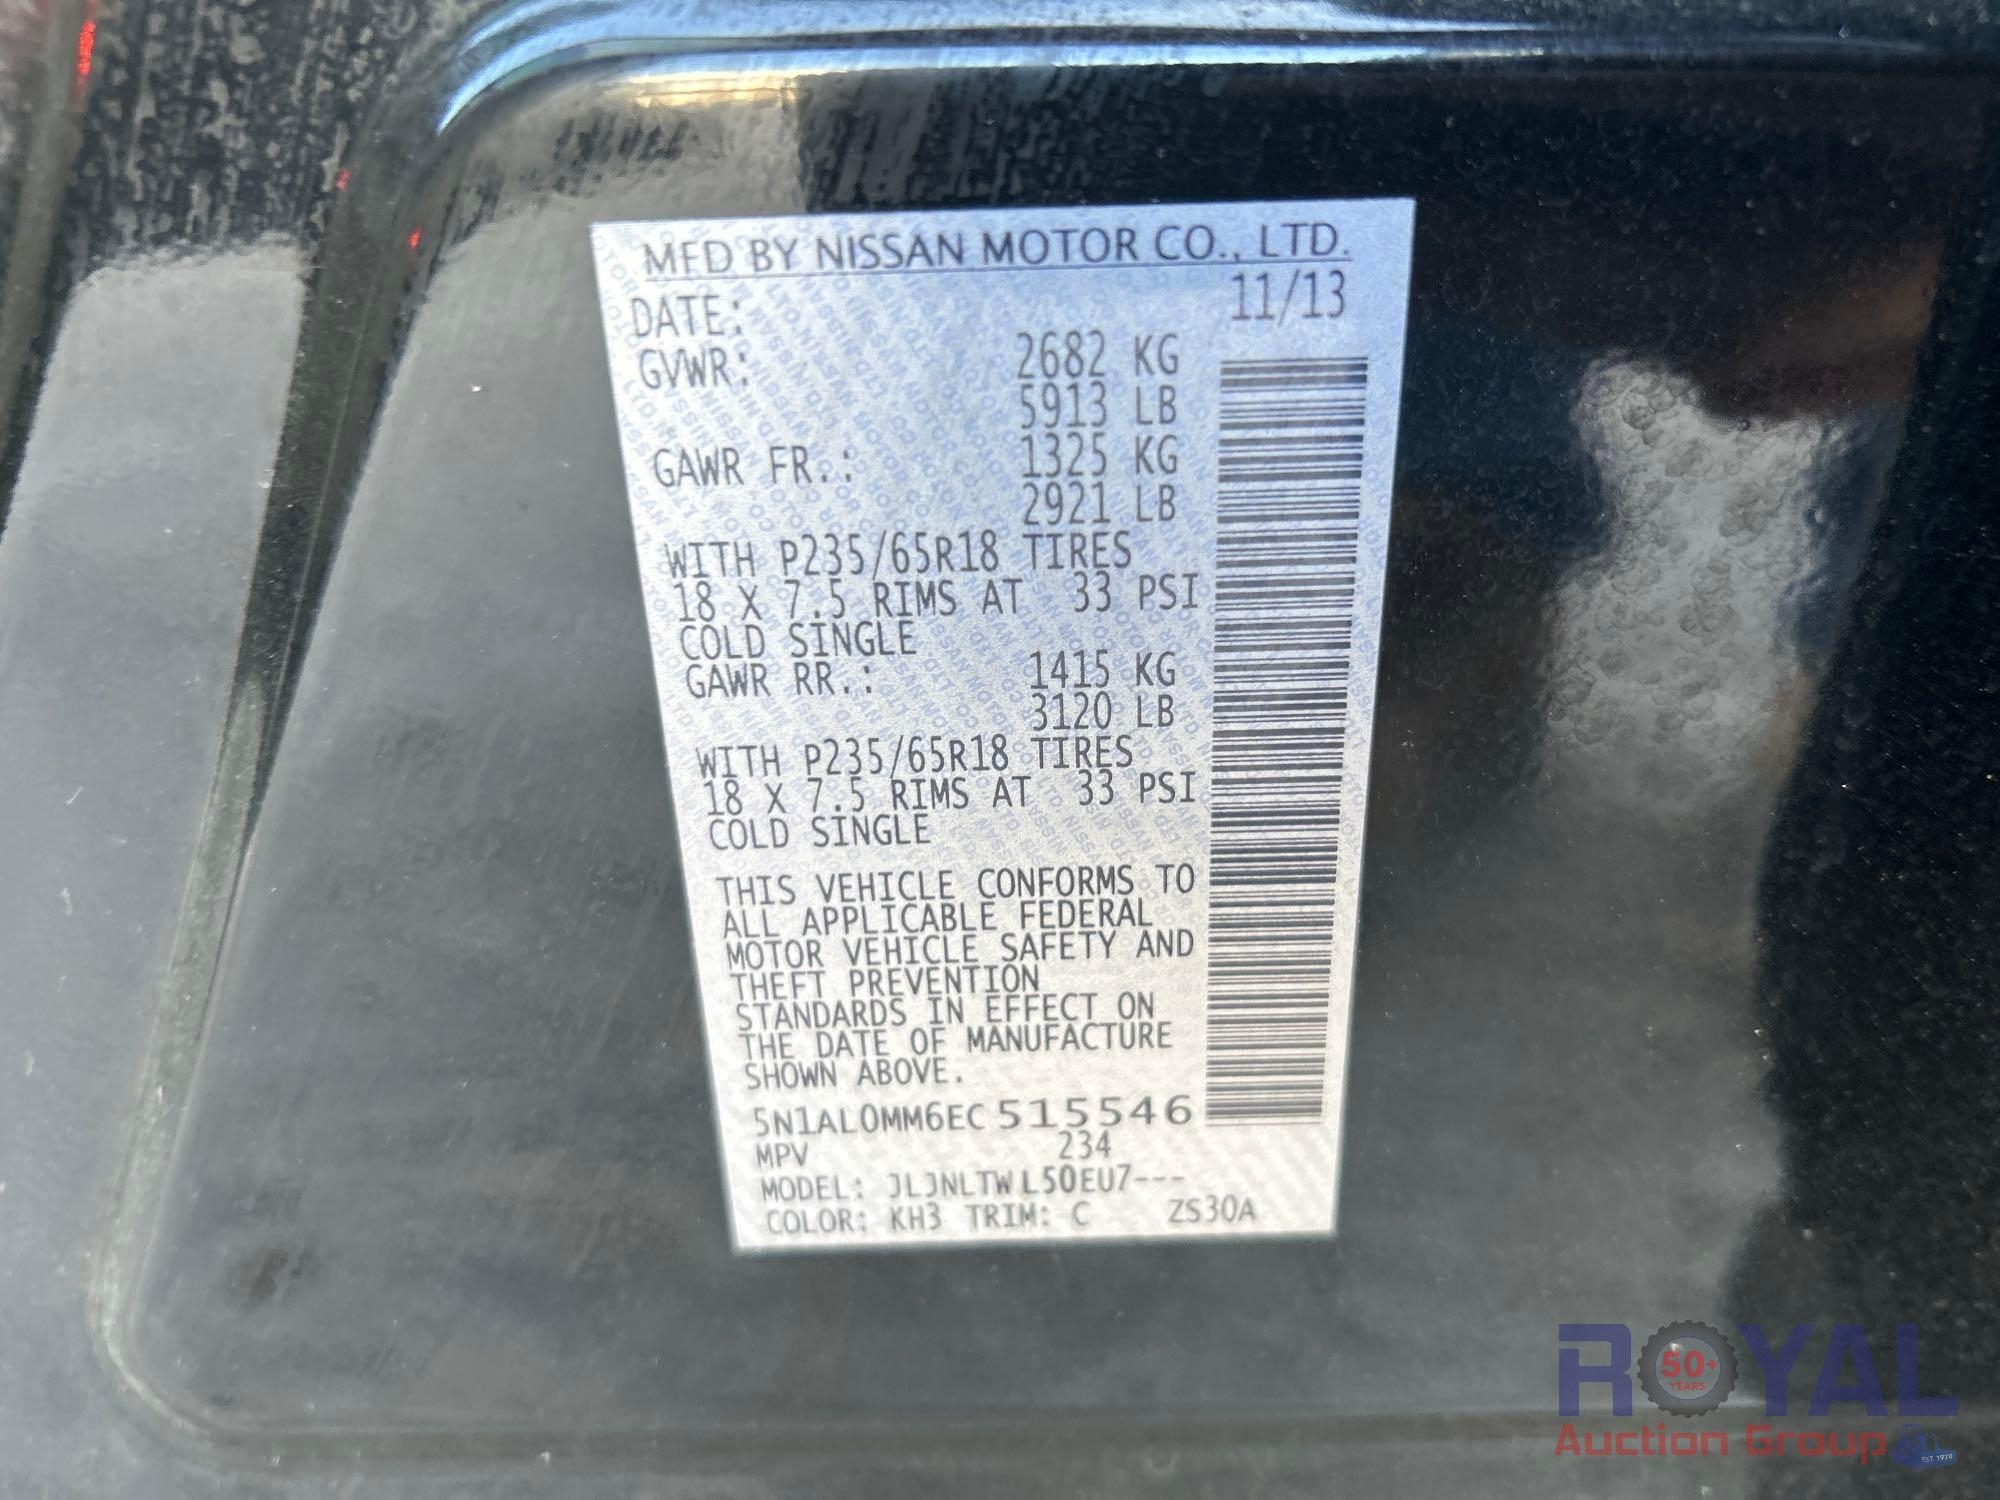 MFD BY NISSAN MOTOR CO., LTD.
DATE: 11/13
GVWR: 2682 KG
5913 LB
GAWR FR.: 1325 KG
2921 LB
WITH P235/65R18 TIRES
18 X 7.5 RIMS AT 33 PSI
COLD SINGLE
GAWR RR.: 1415 KG
3120 LB
WITH P235/65R18 TIRES
18 X 7.5 RIMS AT 33 PSI
COLD SINGLE
THIS VEHICLE CONFORMS TO
ALL APPLICABLE FEDERAL
MOTOR VEHICLE SAFETY AND
THEFT PREVENTION
STANDARDS IN EFFECT ON
THE DATE OF MANUFACTURE
SHOWN ABOVE.
5N1AL0MM6EC515546
MPV 234
MODEL: JLJNLTWL50EU7---
COLOR: KH3 TRIM: C ZS30A
ROYAL
50+
YEARS
Auction Group
EST. 1970